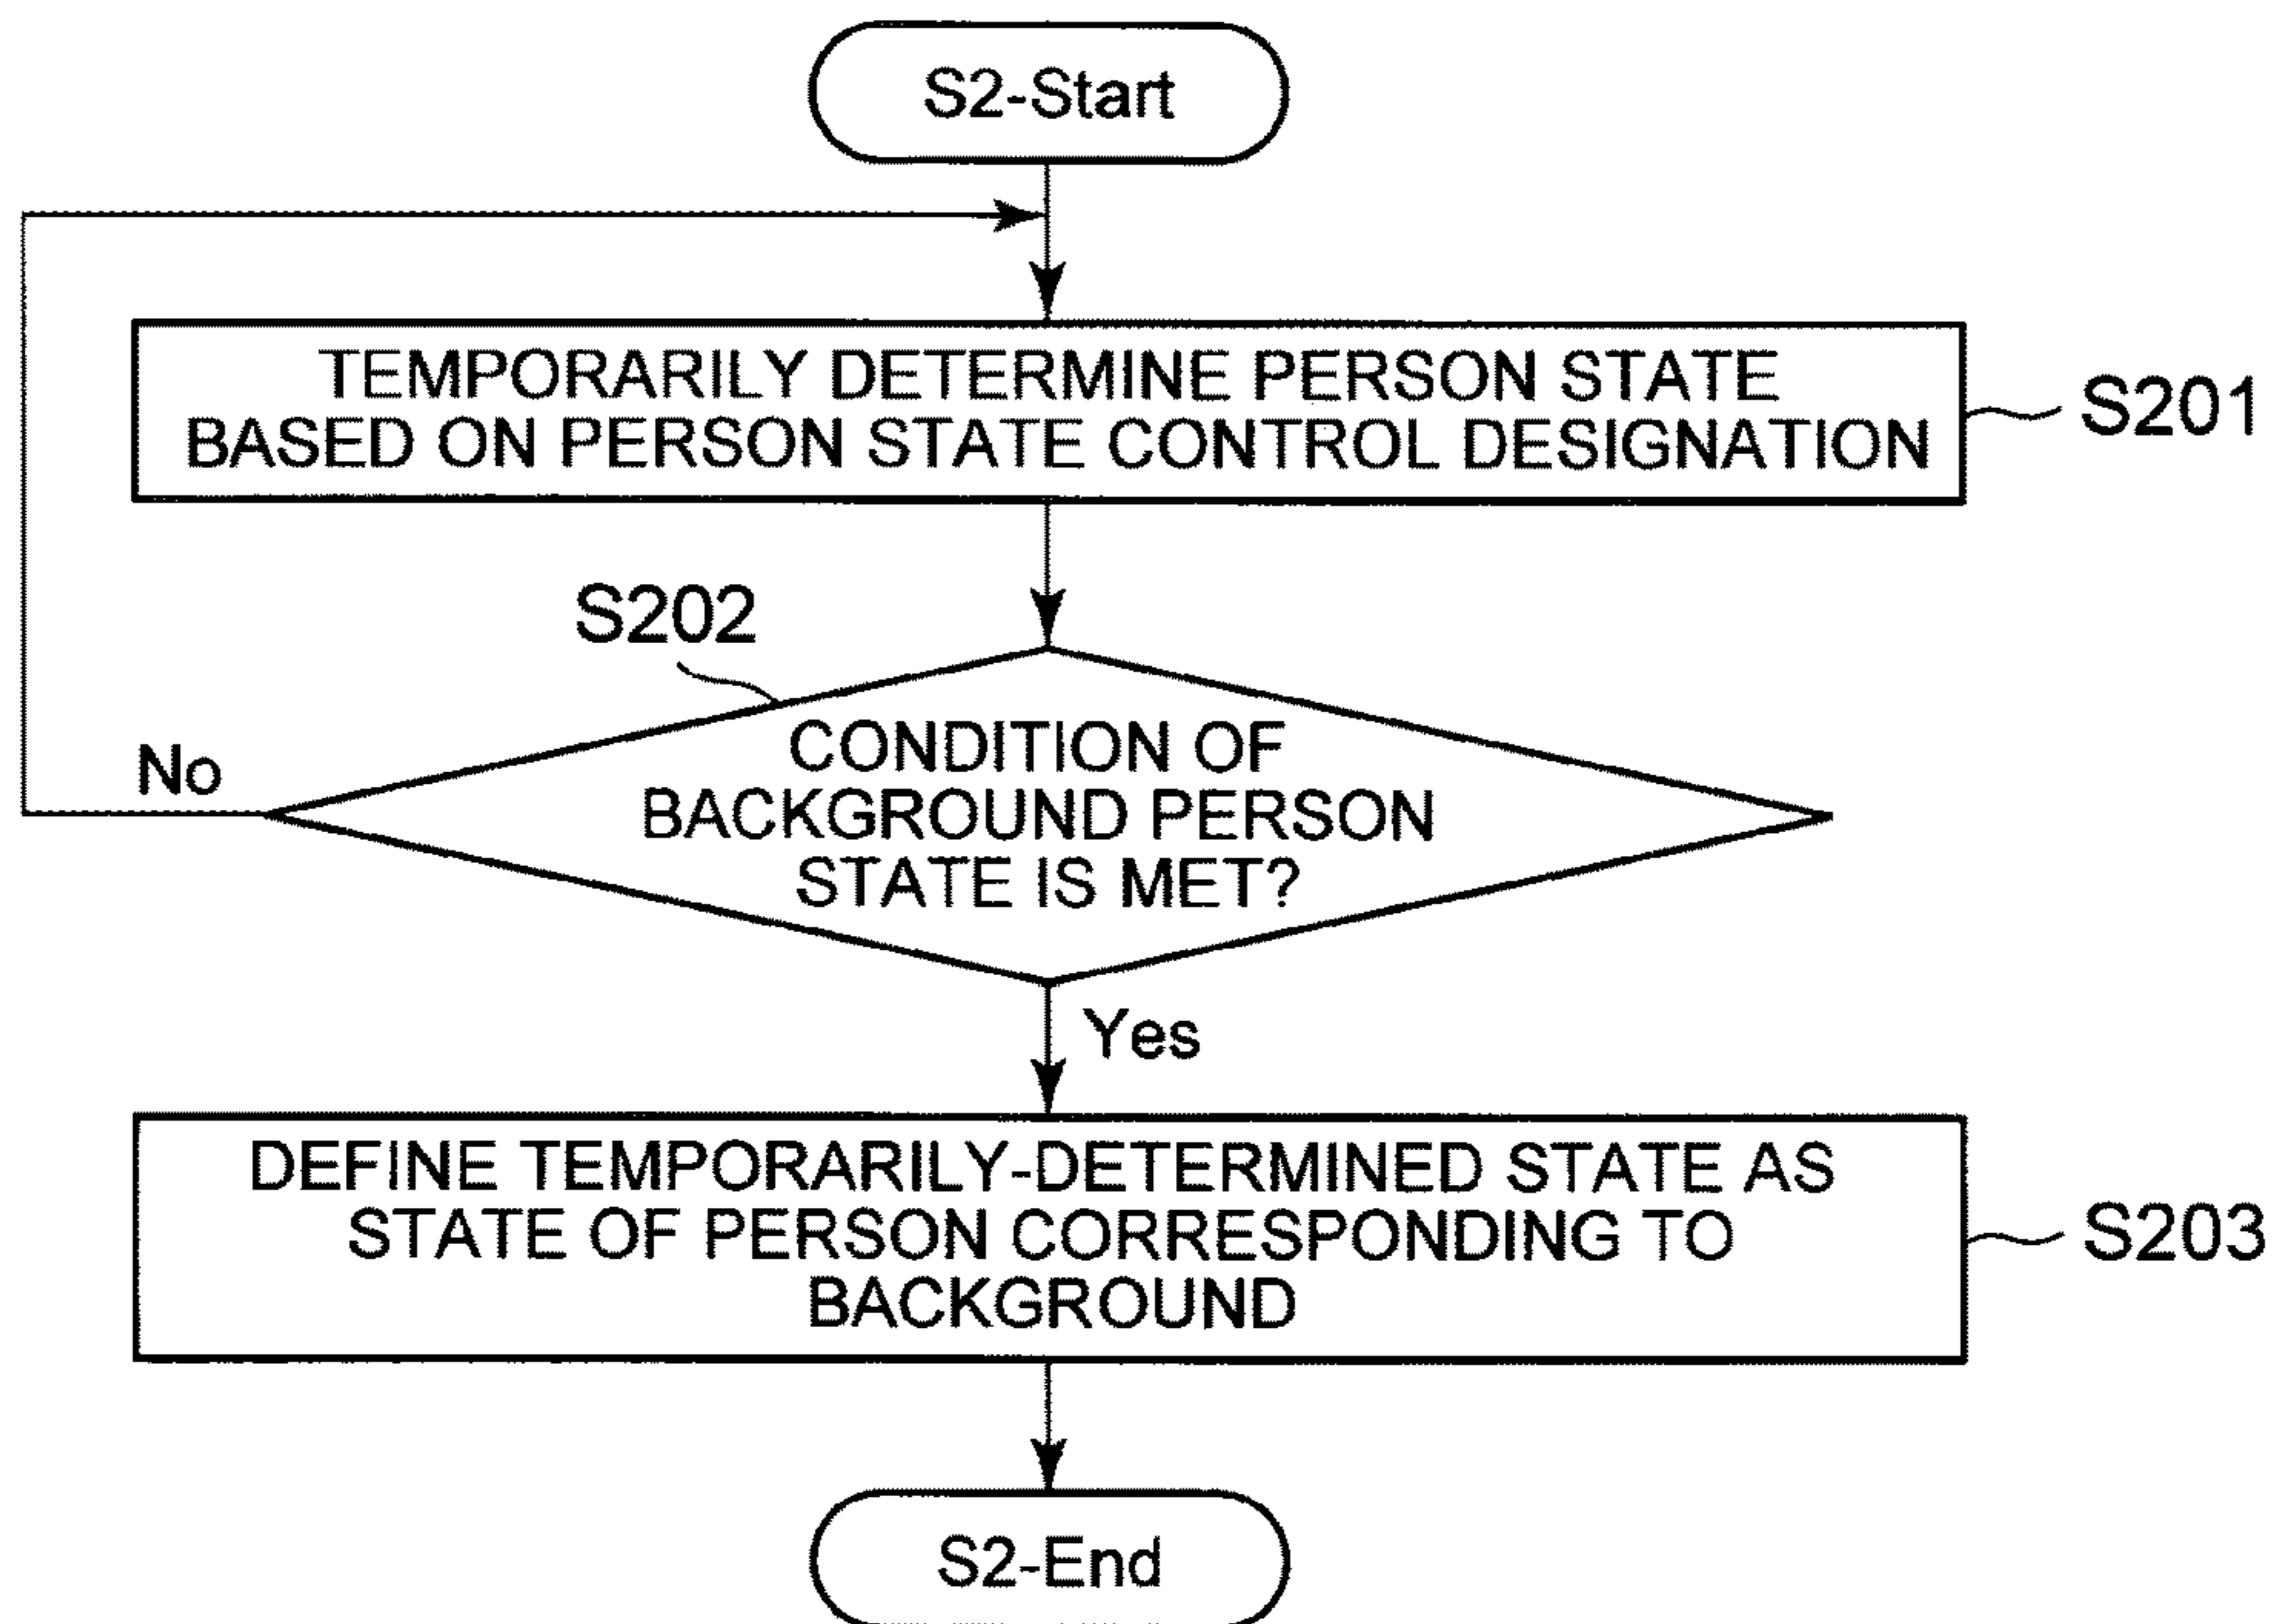 S2-Start
TEMPORARILY DETERMINE PERSON STATE
BASED ON PERSON STATE CONTROL DESIGNATION
S201
S202
CONDITION OF
BACKGROUND PERSON
STATE IS MET?
No
Yes
DEFINE TEMPORARILY-DETERMINED STATE AS
STATE OF PERSON CORRESPONDING TO
BACKGROUND
S203
S2-End